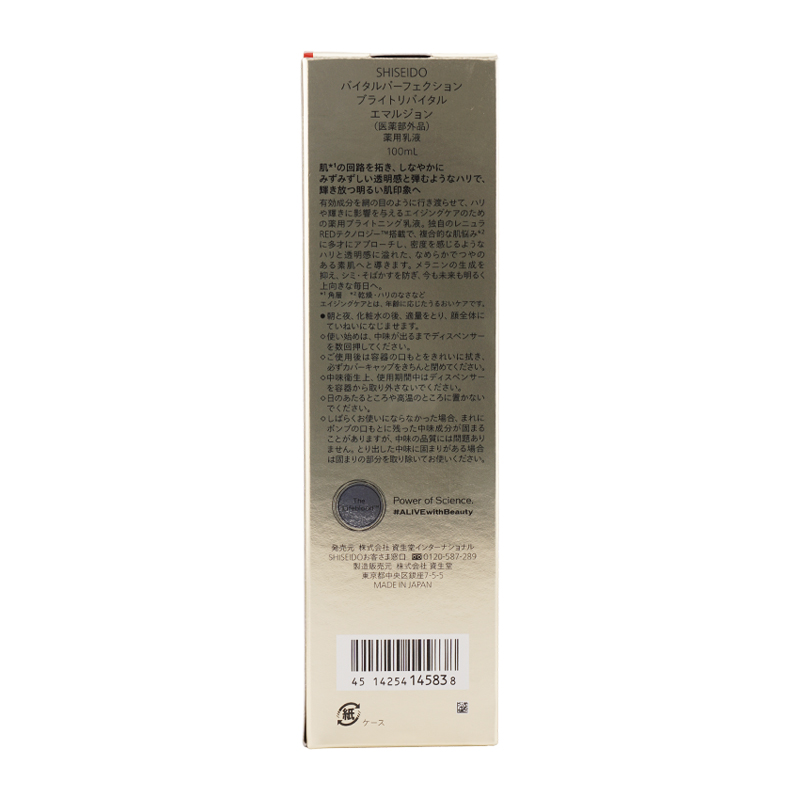 SHISEIDO
バイタルパーフェクション
ブライトリバイタル
エマルジョン
(医薬部外品)
薬用乳液
100mL
肌*¹の回路を拓き、しなやかに
みずみずしい透明感と弾むようなハリで、
輝き放つ明るい肌印象へ
有効成分を網の目のように行き渡らせて、ハリ
や輝きに影響を与えるエイジングケアのため
の薬用ブライトニング乳液。独自のレニュラ
REDテクノロジー™搭載で、複合的な肌悩み*²
に多才にアプローチし、密度を感じるような
ハリと透明感に溢れた、なめらかでつやの
ある素肌へと導きます。メラニンの生成を
抑え、シミ・そばかすを防ぎ、今も未来も明るく
上向きな毎日へ。
*¹ 角層 *² 乾燥・ハリのなさなど
エイジングケアとは、年齢に応じたうるおいケアです。
●朝と夜、化粧水の後、適量をとり、顔全体に
ていねいになじませます。
◇使い始めは、中味が出るまでディスペンサー
を数回押してください。
◇ご使用後は容器の口もとをきれいに拭き、
必ずカバーキャップをきちんと閉めてください。
◇中味衛生上、使用期間中はディスペンサー
を容器から取り外さないでください。
◇日のあたるところや高温のところに置かない
でください。
◇しばらくお使いにならなかった場合、まれに
ポンプの口もとに残った中味成分が固まる
ことがありますが、中味の品質には問題あり
ません。とり出した中味に固まりがある場合
は固まりの部分を取り除いてお使いください。
The
Lifeblood™
Power of Science.
#ALIVEwithBeauty
発売元 株式会社 資生堂インターナショナル
SHISEIDOお客さま窓口 0120-587-289
製造販売元 株式会社 資生堂
東京都中央区銀座7-5-5
MADE IN JAPAN
45 14254 14583 8
紙
ケース